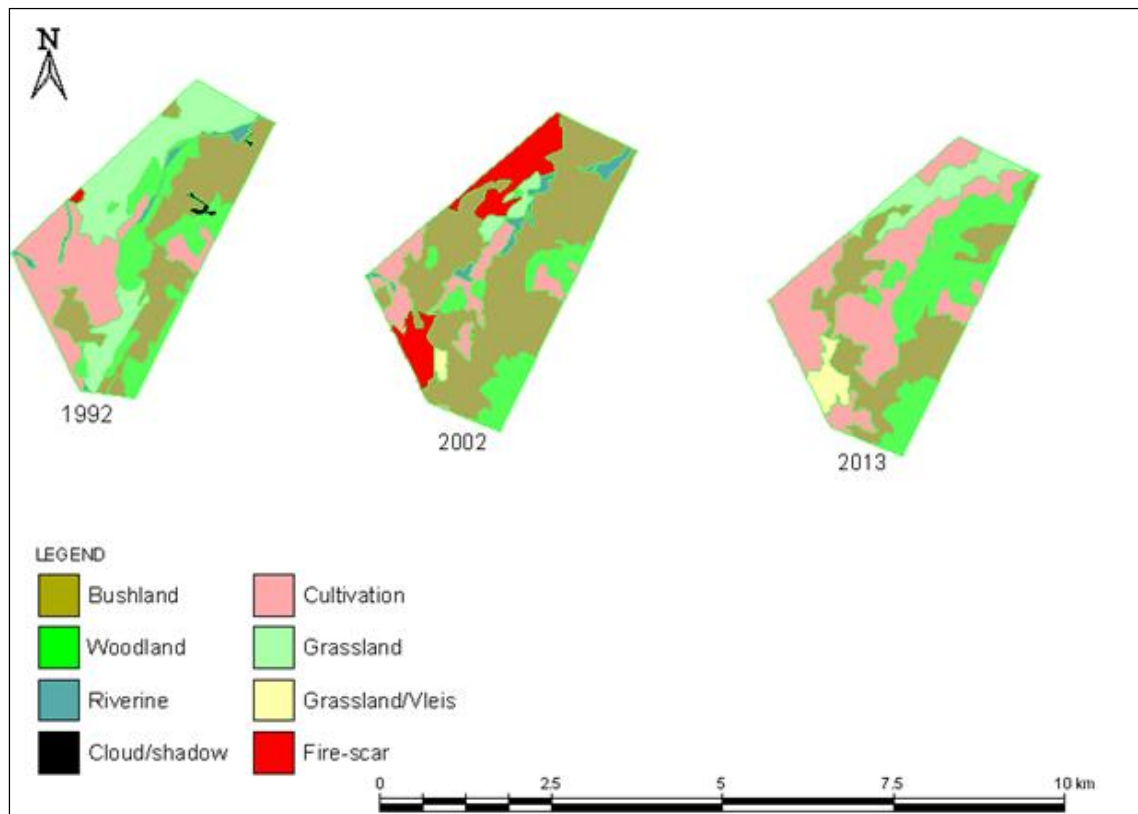 N
1992
2002
2013
LEGEND
Bushland
Cultivation
Woodland
Grassland
Riverine
Grassland/Vleis
Cloud/shadow
Fire-scar
0 2.5 5 7.5 10 km